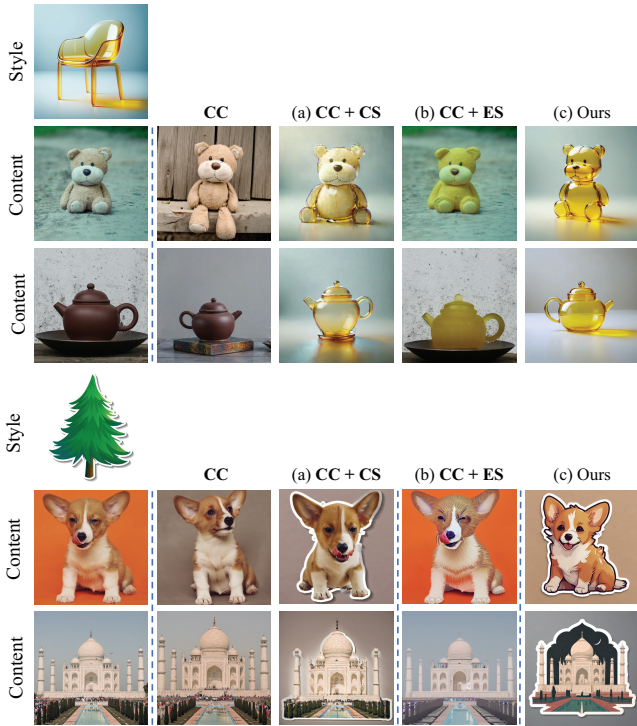 Style
CC
(a) CC + CS
(b) CC + ES
(c) Ours
Content
Content
Style
CC
(a) CC + CS
(b) CC + ES
(c) Ours
Content
Content